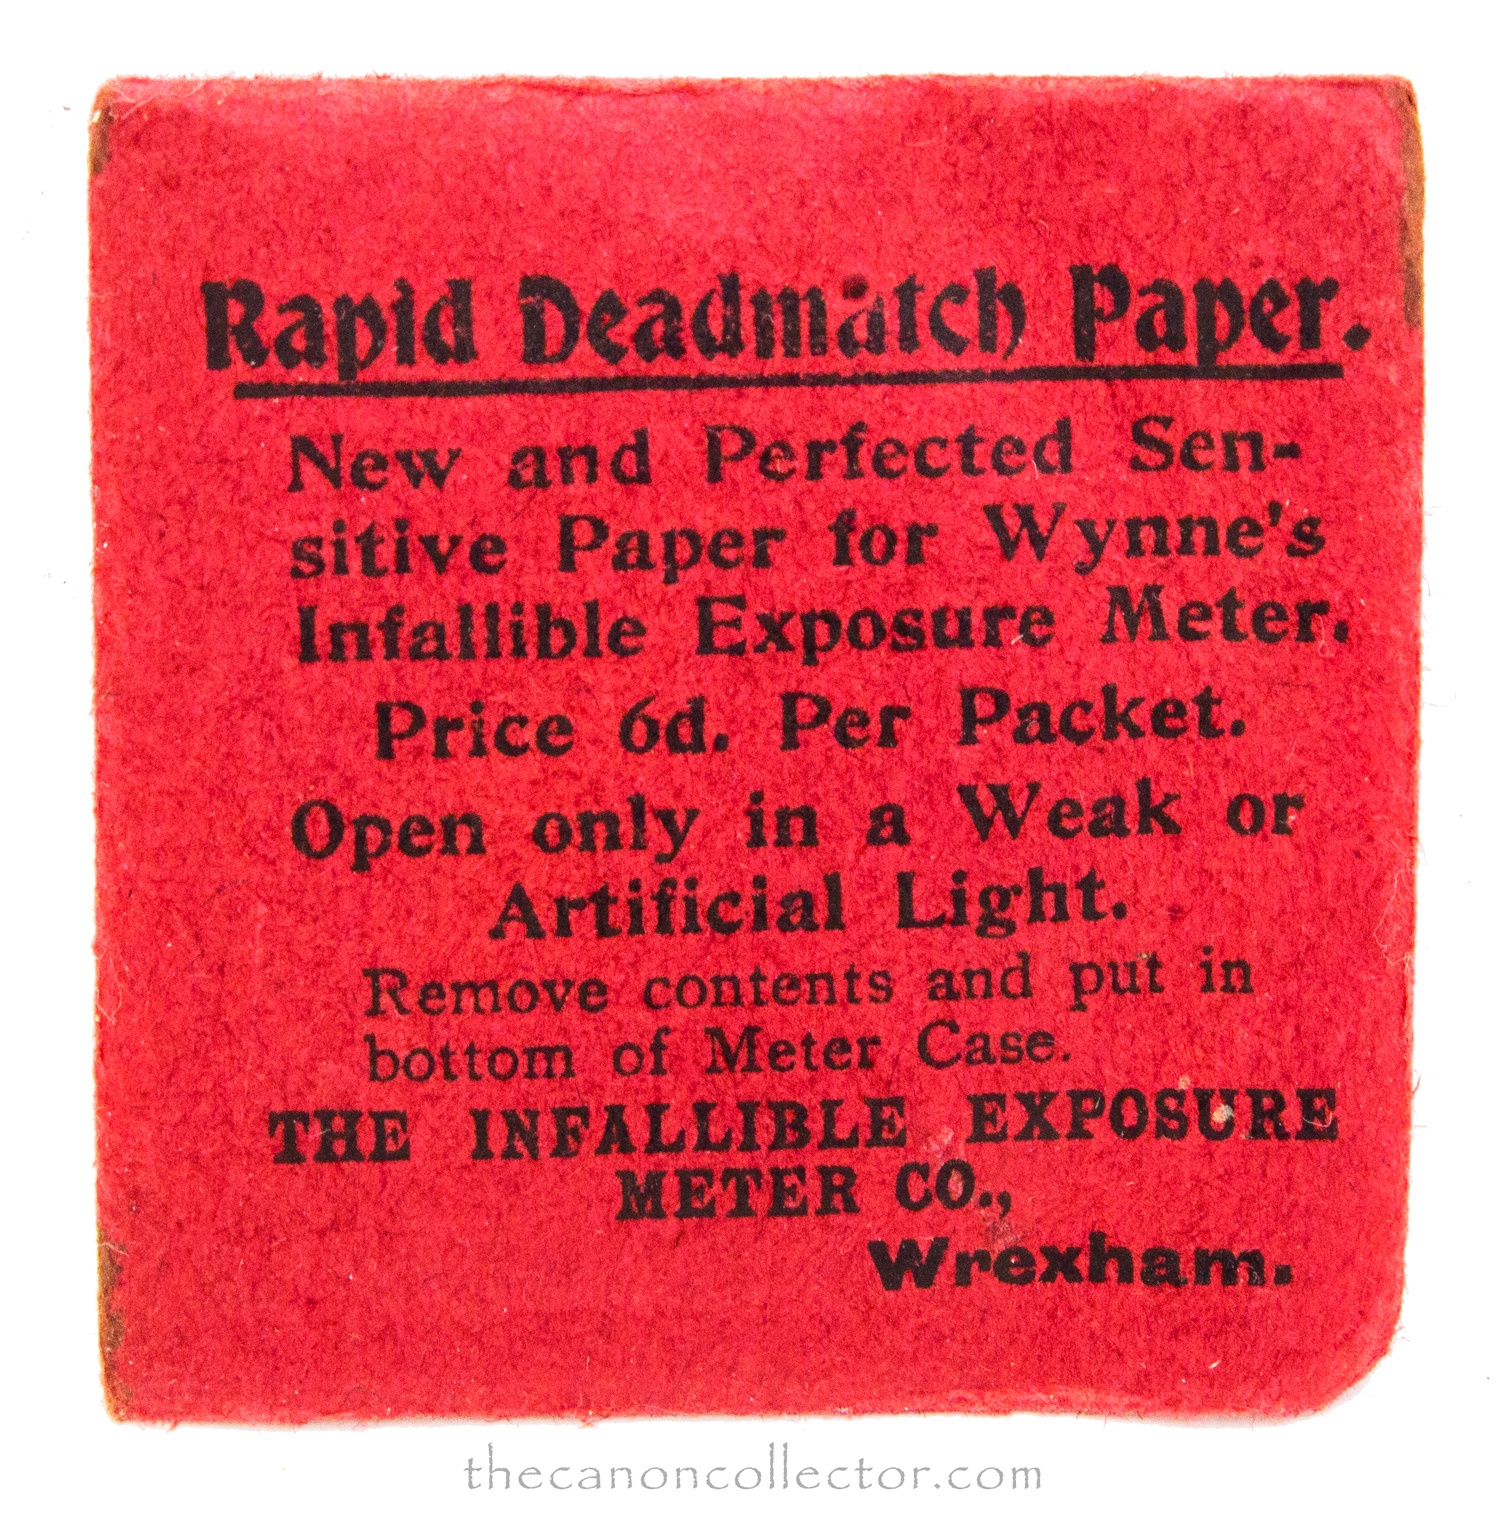 Rapid Deadmatch Paper.
New and Perfected Sen-
sitive Paper for Wynne's
Infallible Exposure Meter.
Price 6d. Per Packet.
Open only in a Weak or
Artificial Light.
Remove contents and put in
bottom of Meter Case.
THE INFALLIBLE EXPOSURE
METER CO.,
Wrexham.
thecanoncollector.com